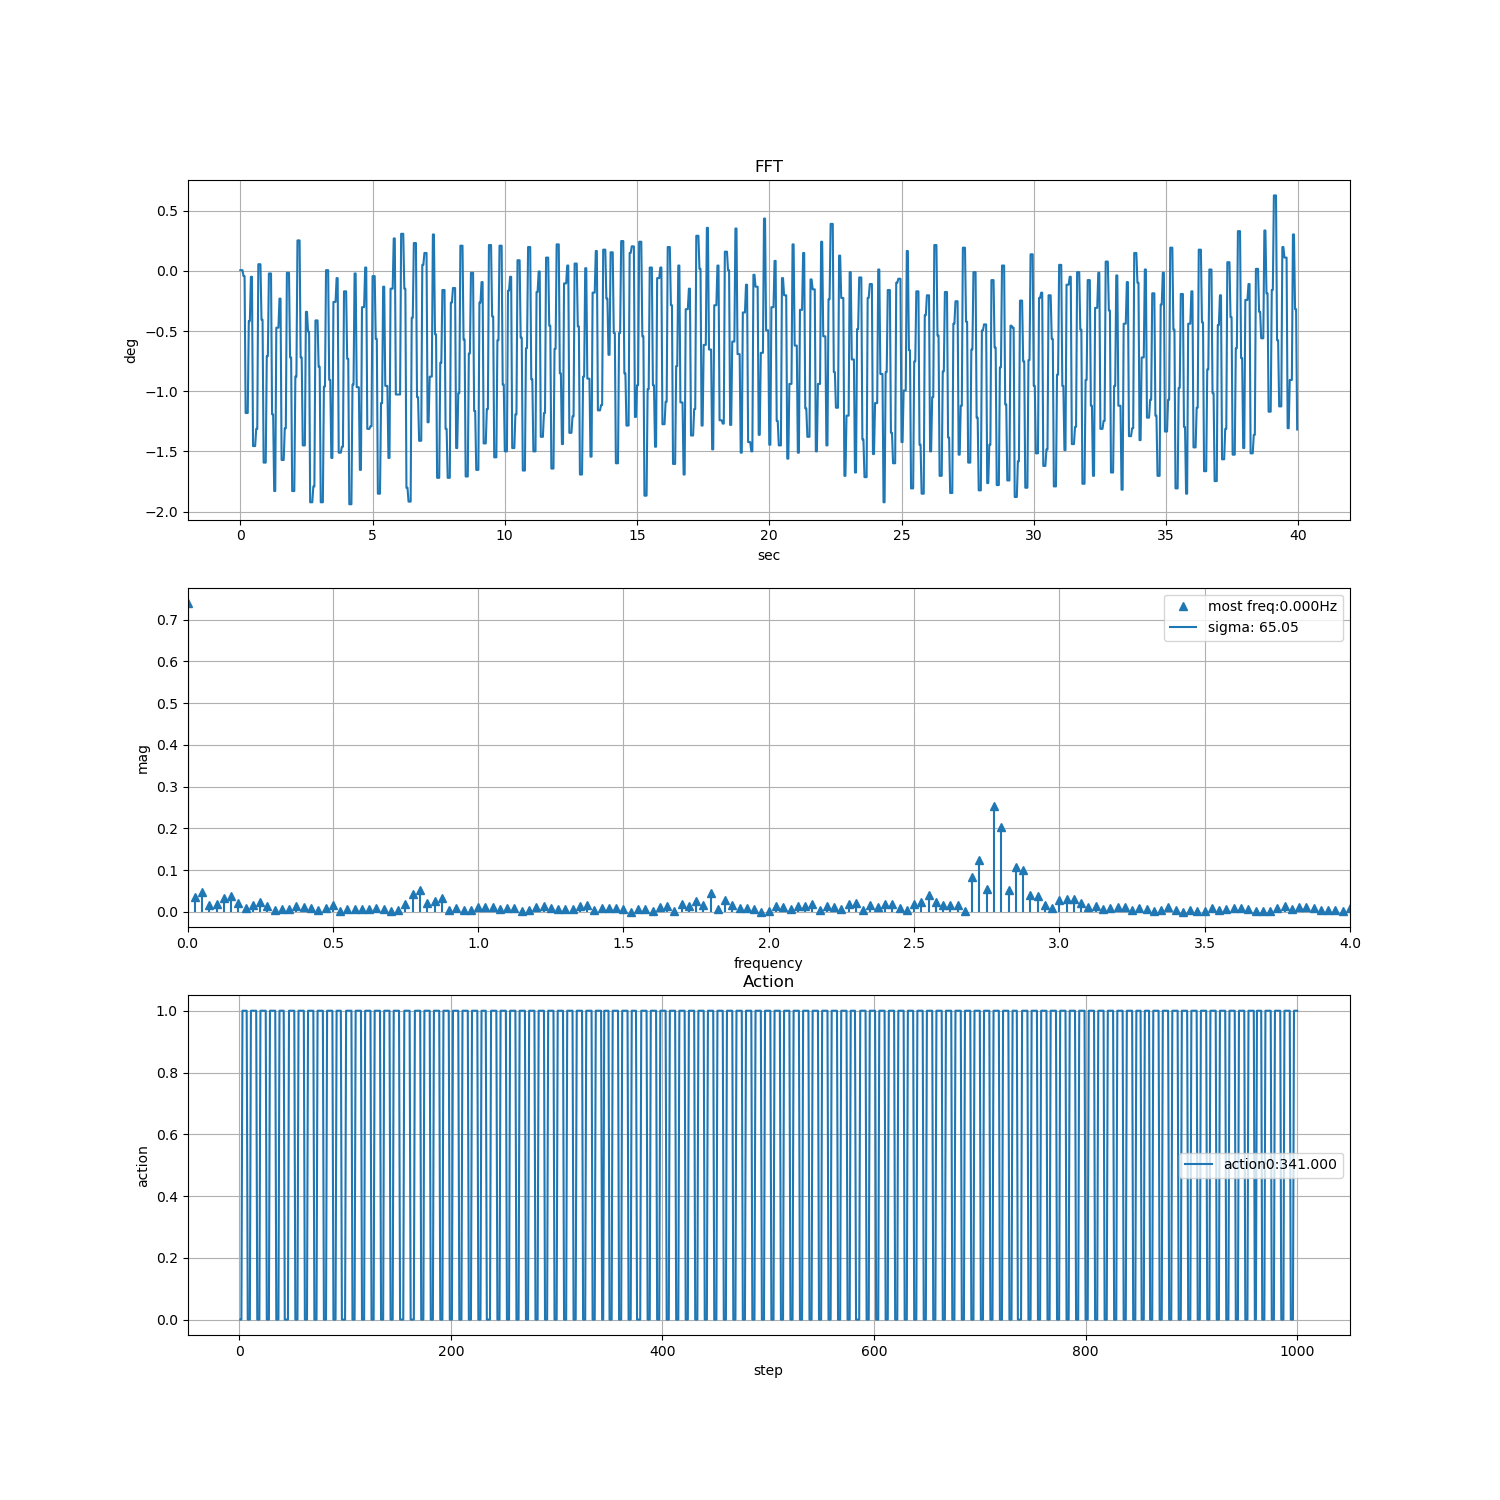 FFT
0.5
0.0
−0.5
−1.0
−1.5
−2.0
deg
0 5 10 15 20 25 30 35 40
sec
most freq:0.000Hz
sigma: 65.05
0.7
0.6
0.5
0.4
0.3
0.2
0.1
0.0
mag
0.0 0.5 1.0 1.5 2.0 2.5 3.0 3.5 4.0
frequency
Action
1.0
0.8
0.6
0.4
0.2
0.0
action
action0:341.000
0 200 400 600 800 1000
step